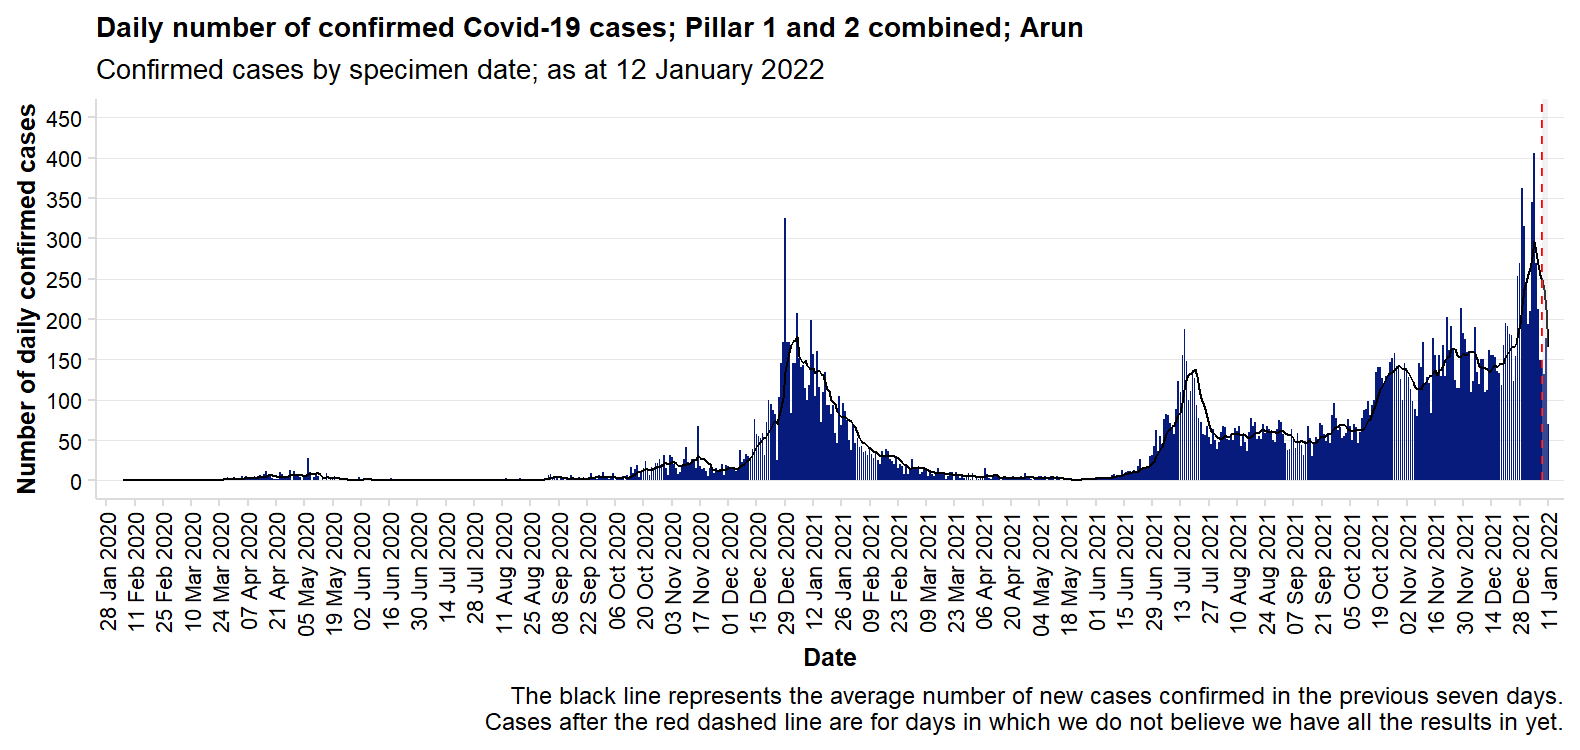 Daily number of confirmed Covid-19 cases; Pillar 1 and 2 combined; Arun
Confirmed cases by specimen date; as at 12 January 2022
Number of daily confirmed cases
450
400
350
300
250
200
150
100
50
0
28 Jan 2020
11 Feb 2020
25 Feb 2020
10 Mar 2020
24 Mar 2020
07 Apr 2020
21 Apr 2020
05 May 2020
19 May 2020
02 Jun 2020
16 Jun 2020
30 Jun 2020
14 Jul 2020
28 Jul 2020
11 Aug 2020
25 Aug 2020
08 Sep 2020
22 Sep 2020
06 Oct 2020
20 Oct 2020
03 Nov 2020
17 Nov 2020
01 Dec 2020
15 Dec 2020
29 Dec 2020
12 Jan 2021
26 Jan 2021
09 Feb 2021
23 Feb 2021
09 Mar 2021
23 Mar 2021
06 Apr 2021
20 Apr 2021
04 May 2021
18 May 2021
01 Jun 2021
15 Jun 2021
29 Jun 2021
13 Jul 2021
27 Jul 2021
10 Aug 2021
24 Aug 2021
07 Sep 2021
21 Sep 2021
05 Oct 2021
19 Oct 2021
02 Nov 2021
16 Nov 2021
30 Nov 2021
14 Dec 2021
28 Dec 2021
11 Jan 2022
Date
The black line represents the average number of new cases confirmed in the previous seven days.
Cases after the red dashed line are for days in which we do not believe we have all the results in yet.